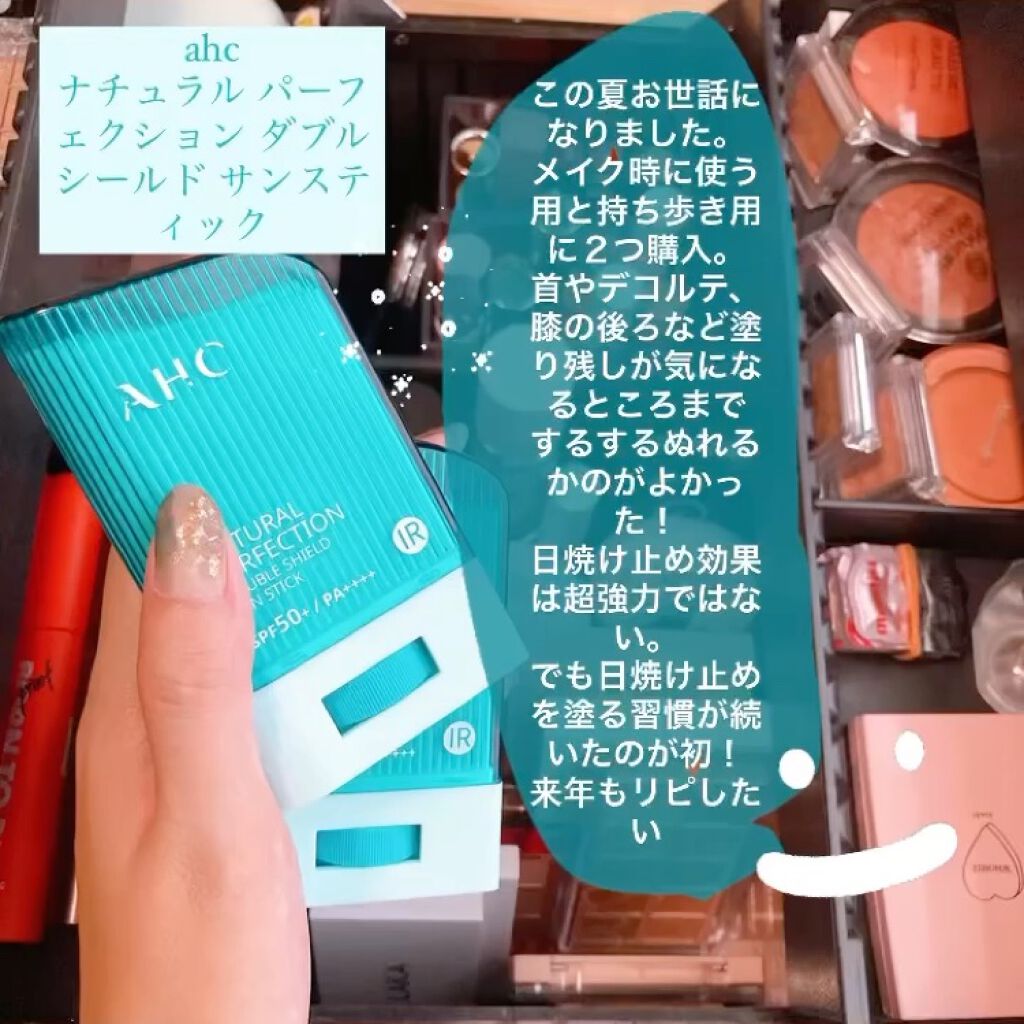 ahc
ナチュラル パーフ
ェクション ダブル
シールド サンステ
ィック
この夏お世話に
なりました。
メイク時に使う
用と持ち歩き用
に２つ購入。
首やデコルテ、
膝の後ろなど塗
り残しが気にな
るところまで
するするぬれる
かのがよかっ
た！
日焼け止め効果
は超強力ではな
い。
でも日焼け止め
を塗る習慣が続
いたのが初！
来年もリピした
い
AHC
TURAL
RFECTION
UBLE SHIELD
N STICK
SPF50+ / PA++++
IR
IR
LAKA